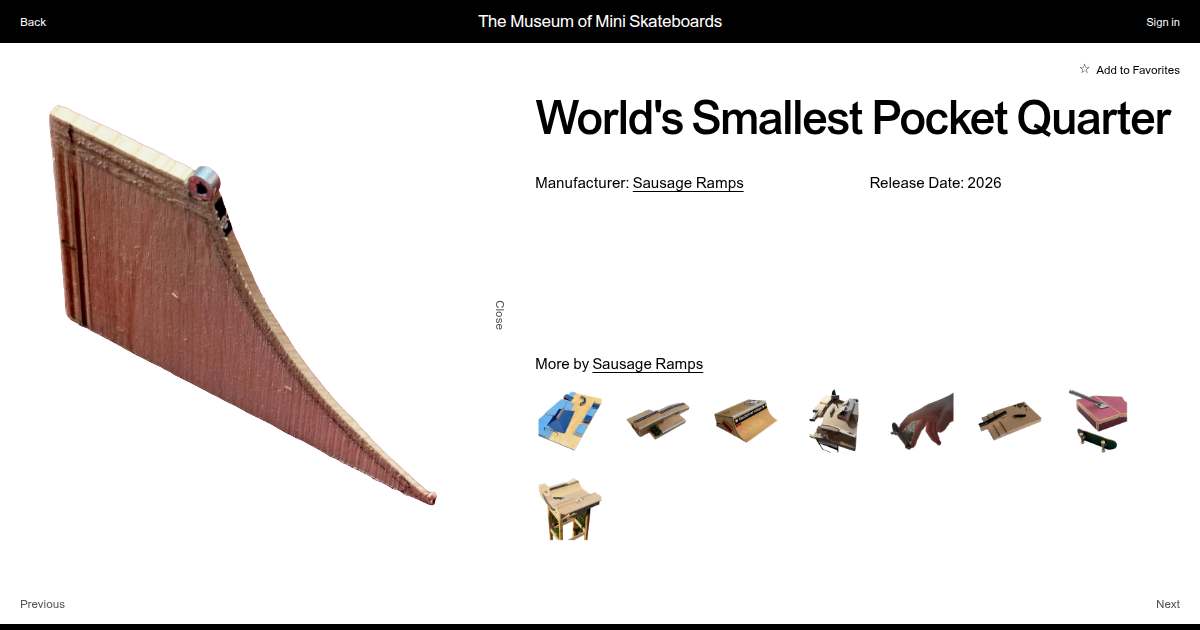 Back
The Museum of Mini Skateboards
Sign in
☆ Add to Favorites
World's Smallest Pocket Quarter
Manufacturer: Sausage Ramps
Release Date: 2026
Close
More by Sausage Ramps
Previous
Next